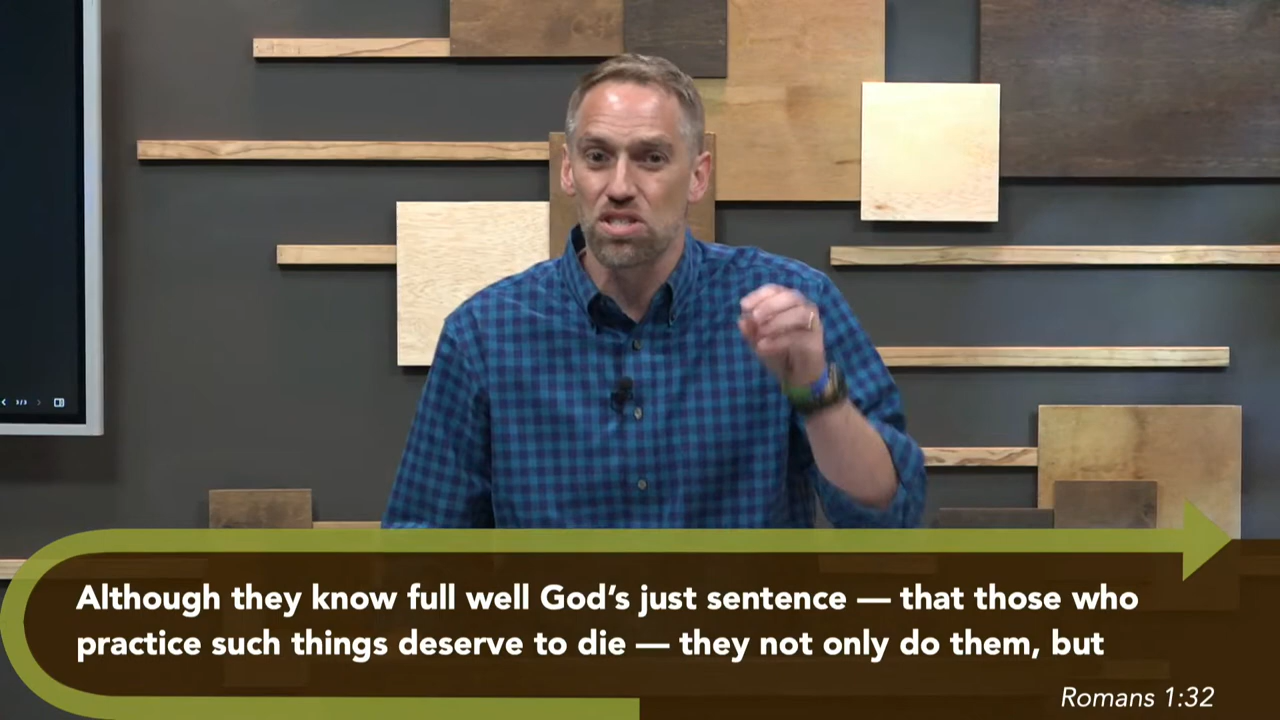 Although they know full well God’s just sentence — that those who
practice such things deserve to die — they not only do them, but
Romans 1:32